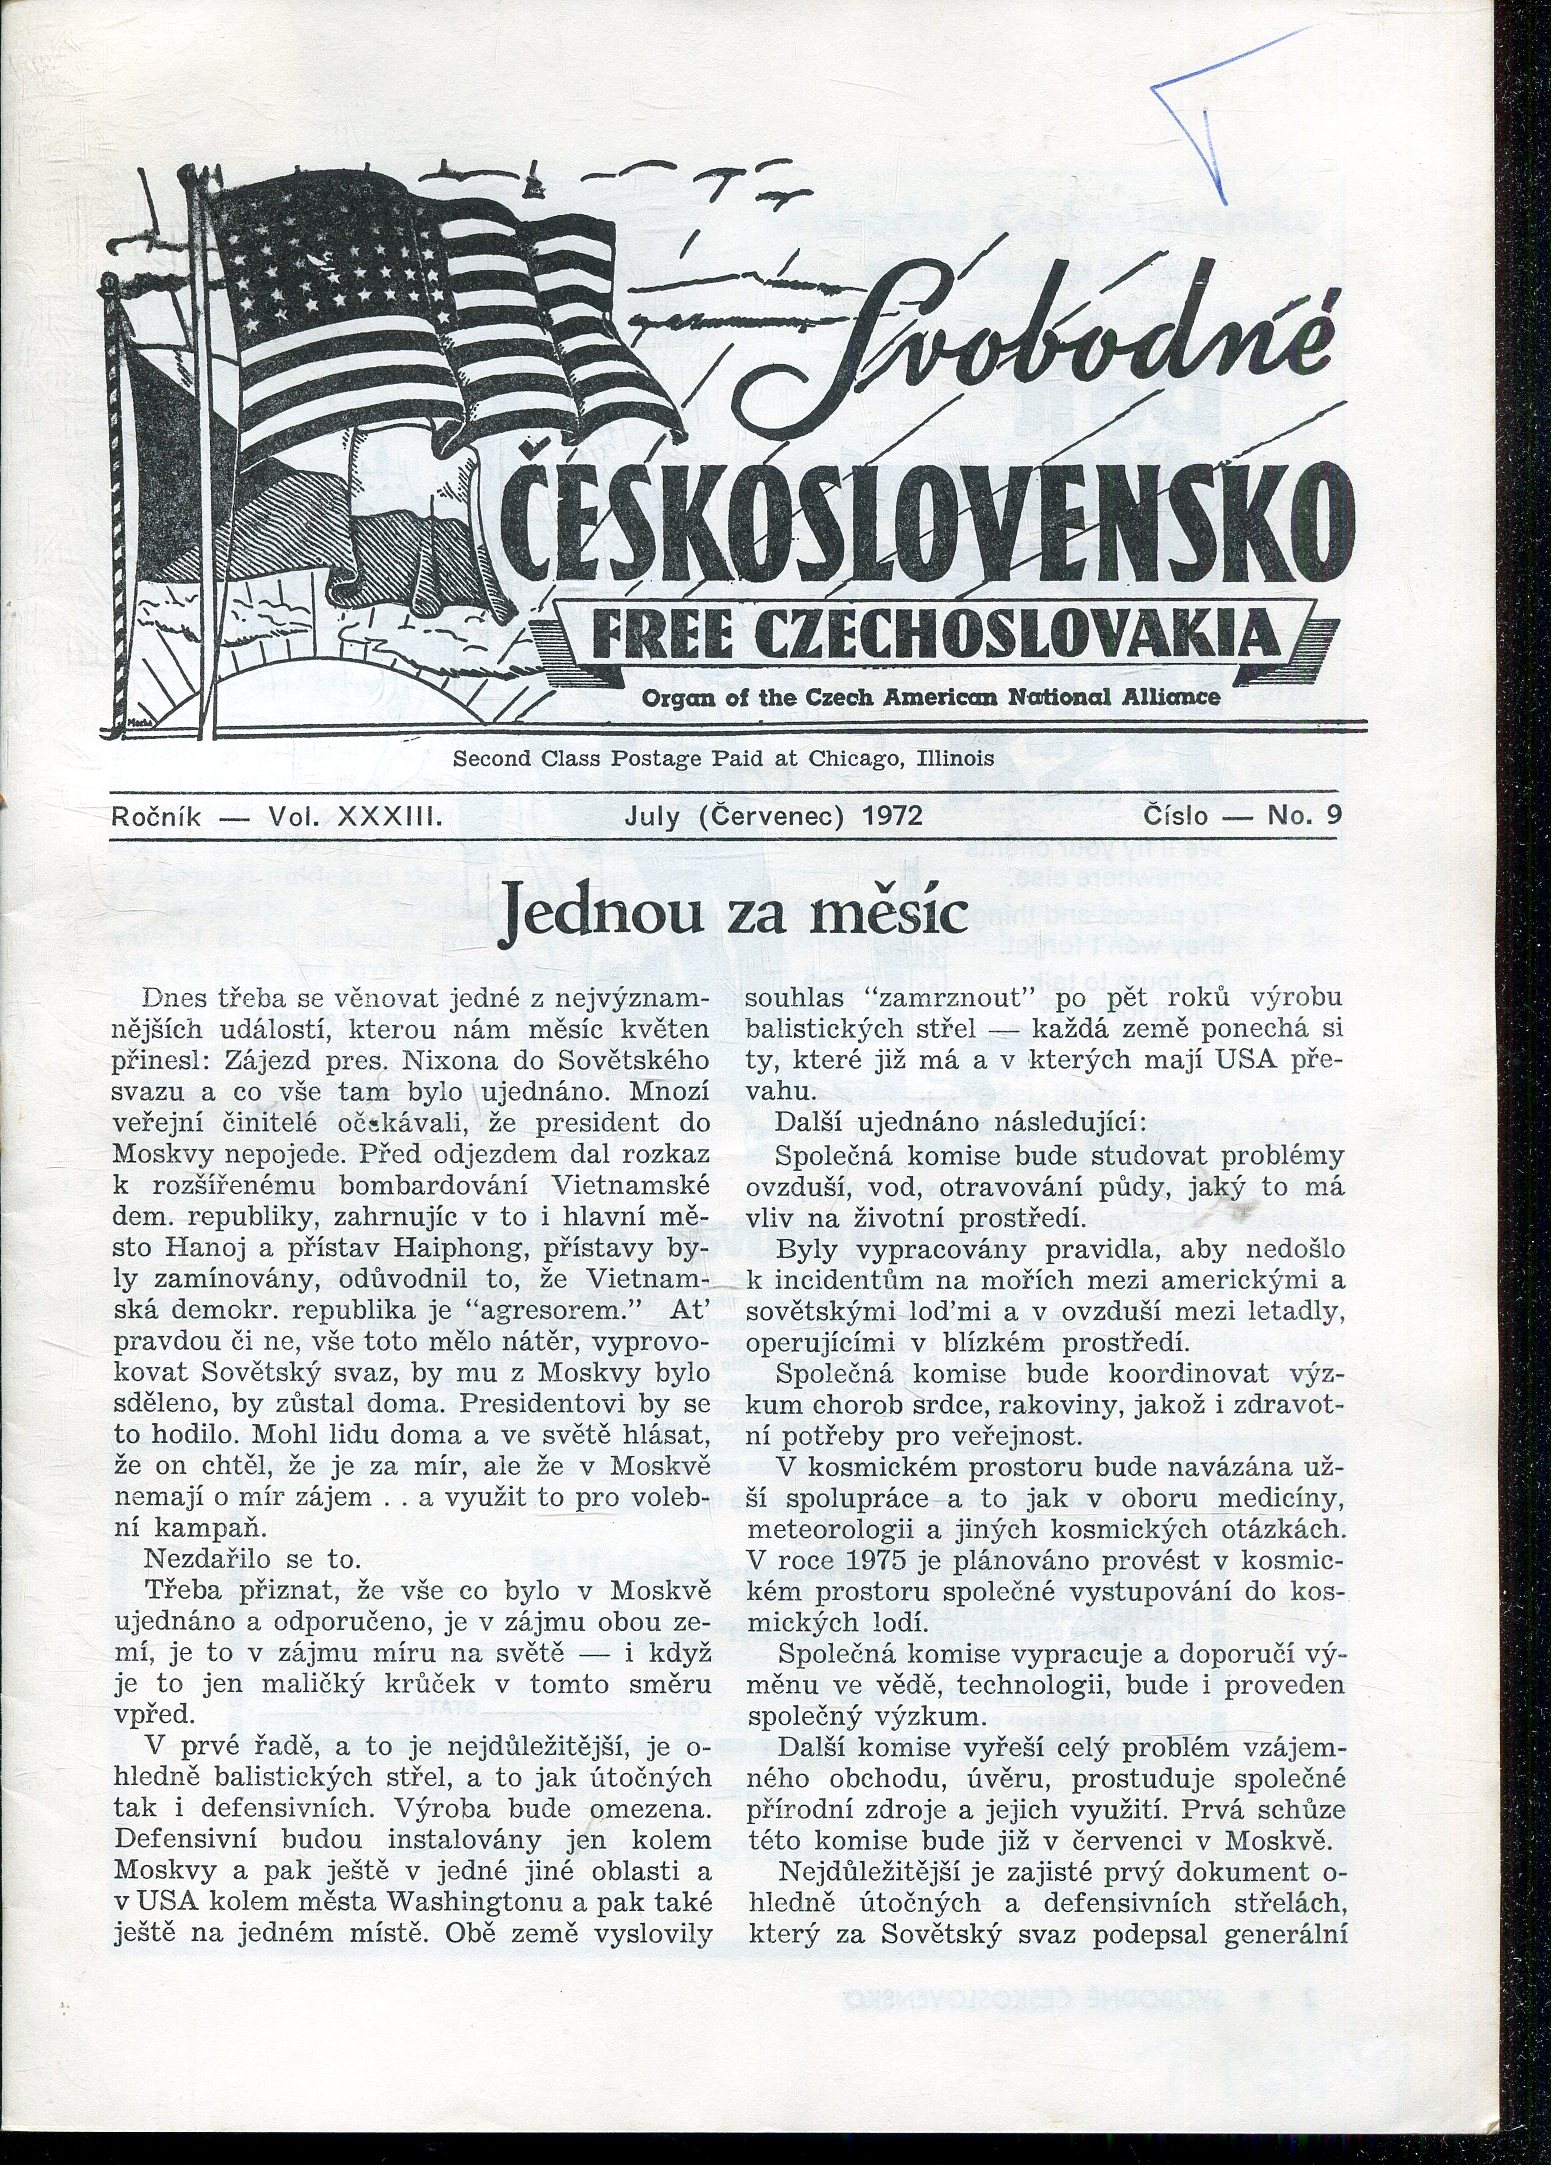 Svobodné
ČESKOSLOVENSKO
FREE CZECHOSLOVAKIA
Organ of the Czech American National Alliance
Second Class Postage Paid at Chicago, Illinois
Ročník — Vol. XXXIII. July (Červenec) 1972 Číslo — No. 9
Jednou za měsíc
Dnes třeba se věnovat jedné z nejvýznam-
nějších událostí, kterou nám měsíc květen
přinesl: Zájezd pres. Nixona do Sovětského
svazu a co vše tam bylo ujednáno. Mnozí
veřejní činitelé očekávali, že president do
Moskvy nepojede. Před odjezdem dal rozkaz
k rozšířenému bombardování Vietnamské
dem. republiky, zahrnujíc v to i hlavní mě-
sto Hanoj a přístav Haiphong, přístavy by-
ly zamínovány, odůvodnil to, že Vietnam-
ská demokr. republika je “agresorem.” At’
pravdou či ne, vše toto mělo nátěr, vyprovo-
kovat Sovětský svaz, by mu z Moskvy bylo
sděleno, by zůstal doma. Presidentovi by se
to hodilo. Mohl lidu doma a ve světě hlásat,
že on chtěl, že je za mír, ale že v Moskvě
nemají o mír zájem . . a využit to pro voleb-
ní kampaň.
Nezdařilo se to.
Třeba přiznat, že vše co bylo v Moskvě
ujednáno a odporučeno, je v zájmu obou ze-
mí, je to v zájmu míru na světě — i když
je to jen maličký krůček v tomto směru
vpřed.
V prvé řadě, a to je nejdůležitější, je o-
hledně balistických střel, a to jak útočných
tak i defensivních. Výroba bude omezena.
Defensivní budou instalovány jen kolem
Moskvy a pak ještě v jedné jiné oblasti a
v USA kolem města Washingtonu a pak také
ještě na jedném místě. Obě země vyslovily
souhlas “zamrznout” po pět roků výrobu
balistických střel — každá země ponechá si
ty, které již má a v kterých mají USA pře-
vahu.
Další ujednáno následující:
Společná komise bude studovat problémy
ovzduší, vod, otravování půdy, jaký to má
vliv na životní prostředí.
Byly vypracovány pravidla, aby nedošlo
k incidentům na mořích mezi americkými a
sovětskými lod’mi a v ovzduší mezi letadly,
operujícími v blízkém prostředí.
Společná komise bude koordinovat výz-
kum chorob srdce, rakoviny, jakož i zdravot-
ní potřeby pro veřejnost.
V kosmickém prostoru bude navázána už-
ší spolupráce a to jak v oboru medicíny,
meteorologii a jiných kosmických otázkách.
V roce 1975 je plánováno provést v kosmic-
kém prostoru společné vystupování do kos-
mických lodí.
Společná komise vypracuje a doporučí vý-
měnu ve vědě, technologii, bude i proveden
společný výzkum.
Další komise vyřeší celý problém vzájem-
ného obchodu, úvěru, prostuduje společné
přírodní zdroje a jejich využití. Prvá schůze
této komise bude již v červenci v Moskvě.
Nejdůležitější je zajisté prvý dokument o-
hledně útočných a defensivních střelách,
který za Sovětský svaz podepsal generální